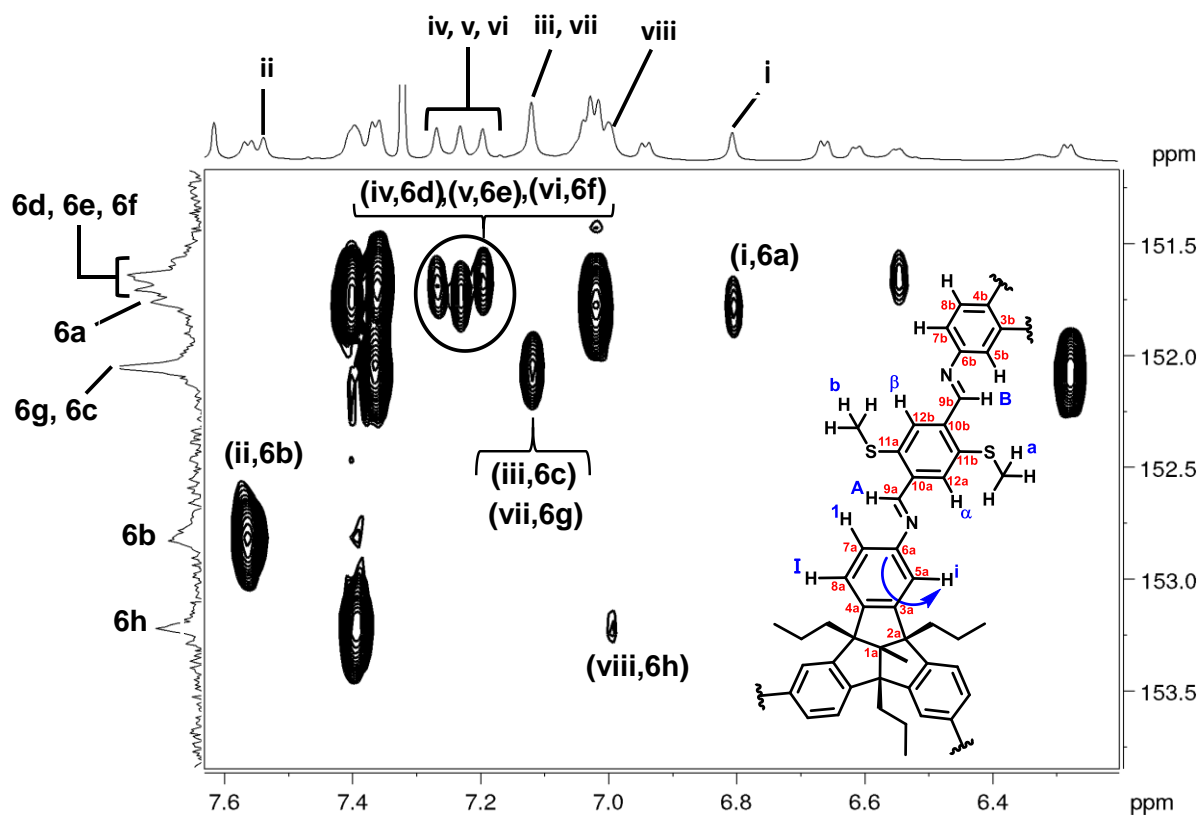 iv, v, vi
iii, vii
viii
ii
i
ppm
6d, 6e, 6f
6a
6g, 6c
6b
6h
(iv,6d),(v,6e),(vi,6f)
(i,6a)
(ii,6b)
(iii,6c)
(vii,6g)
(viii,6h)
151.5
152.0
152.5
153.0
153.5
7.6
7.4
7.2
7.0
6.8
6.6
6.4
ppm
H
8b
4b
H
7b
3b
6b
5b
N
H
b
H
β
H
H
9b
H
B
H
12b
10b
S
11a
11b
S
H
a
A
9a
10a
12a
H
H
H
H
α
1
H
N
7a
6a
I
H
8a
5a
H
i
4a
3a
2a
1a